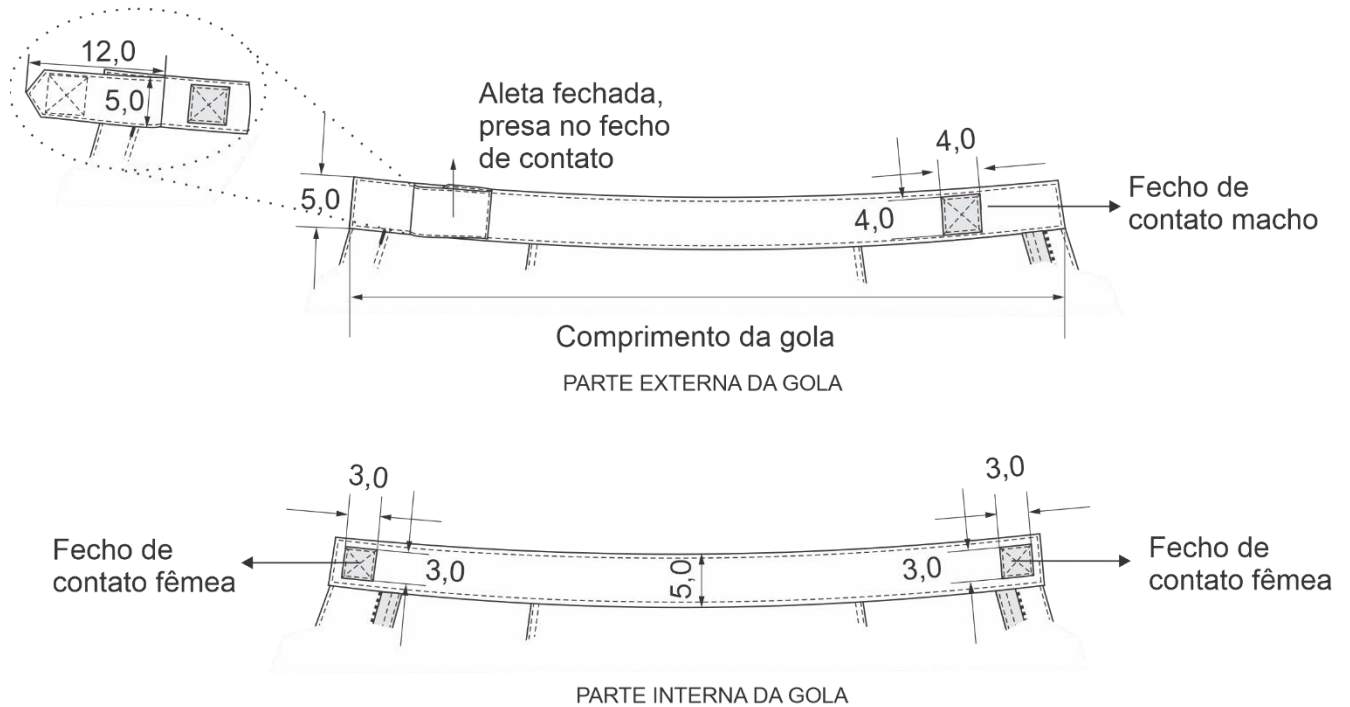 12,0
5,0
Aleta fechada,
presa no fecho
de contato
5,0
4,0
4,0
Fecho de
contato macho
Comprimento da gola
PARTE EXTERNA DA GOLA
3,0
3,0
Fecho de
contato fêmea
3,0
5,0
3,0
Fecho de
contato fêmea
PARTE INTERNA DA GOLA